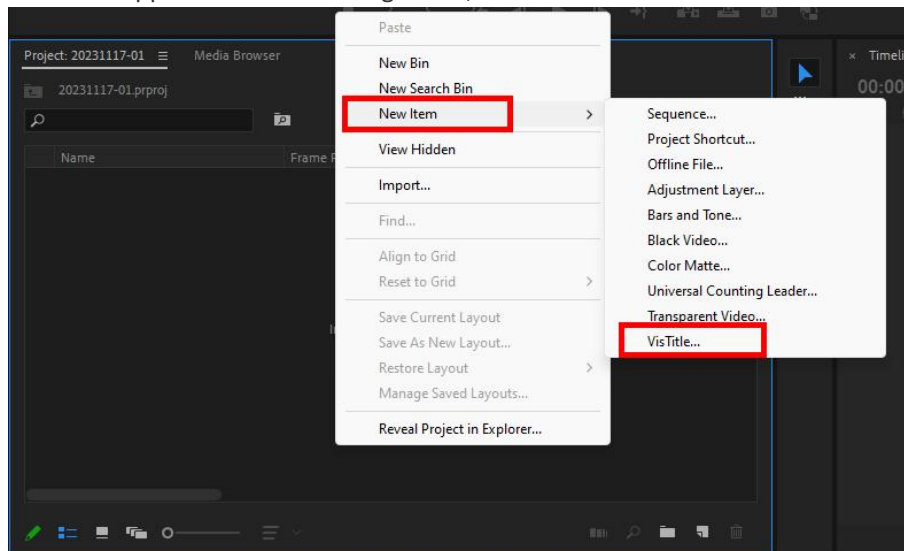 Project: 20231117-01
Media Browser
20231117-01.prproj
Name
Frame
Paste
New Bin
New Search Bin
New Item
View Hidden
Import...
Find...
Align to Grid
Reset to Grid
Save Current Layout
Save As New Layout...
Restore Layout
Manage Saved Layouts...
Reveal Project in Explorer...
Sequence...
Project Shortcut...
Offline File...
Adjustment Layer...
Bars and Tone...
Black Video...
Color Matte...
Universal Counting Leader...
Transparent Video...
VisTitle...
× Timeli
00:00